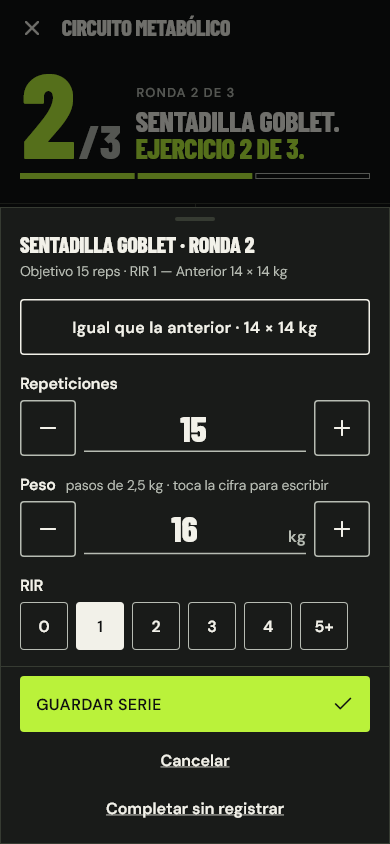 CIRCUITO METABÓLICO
2/3
RONDA 2 DE 3
SENTADILLA GOBLET.
EJERCICIO 2 DE 3.
SENTADILLA GOBLET · RONDA 2
Objetivo 15 reps · RIR 1 — Anterior 14 × 14 kg
Igual que la anterior · 14 × 14 kg
Repeticiones
15
Peso pasos de 2,5 kg · toca la cifra para escribir
16 kg
RIR
0 1 2 3 4 5+
GUARDAR SERIE
Cancelar
Completar sin registrar